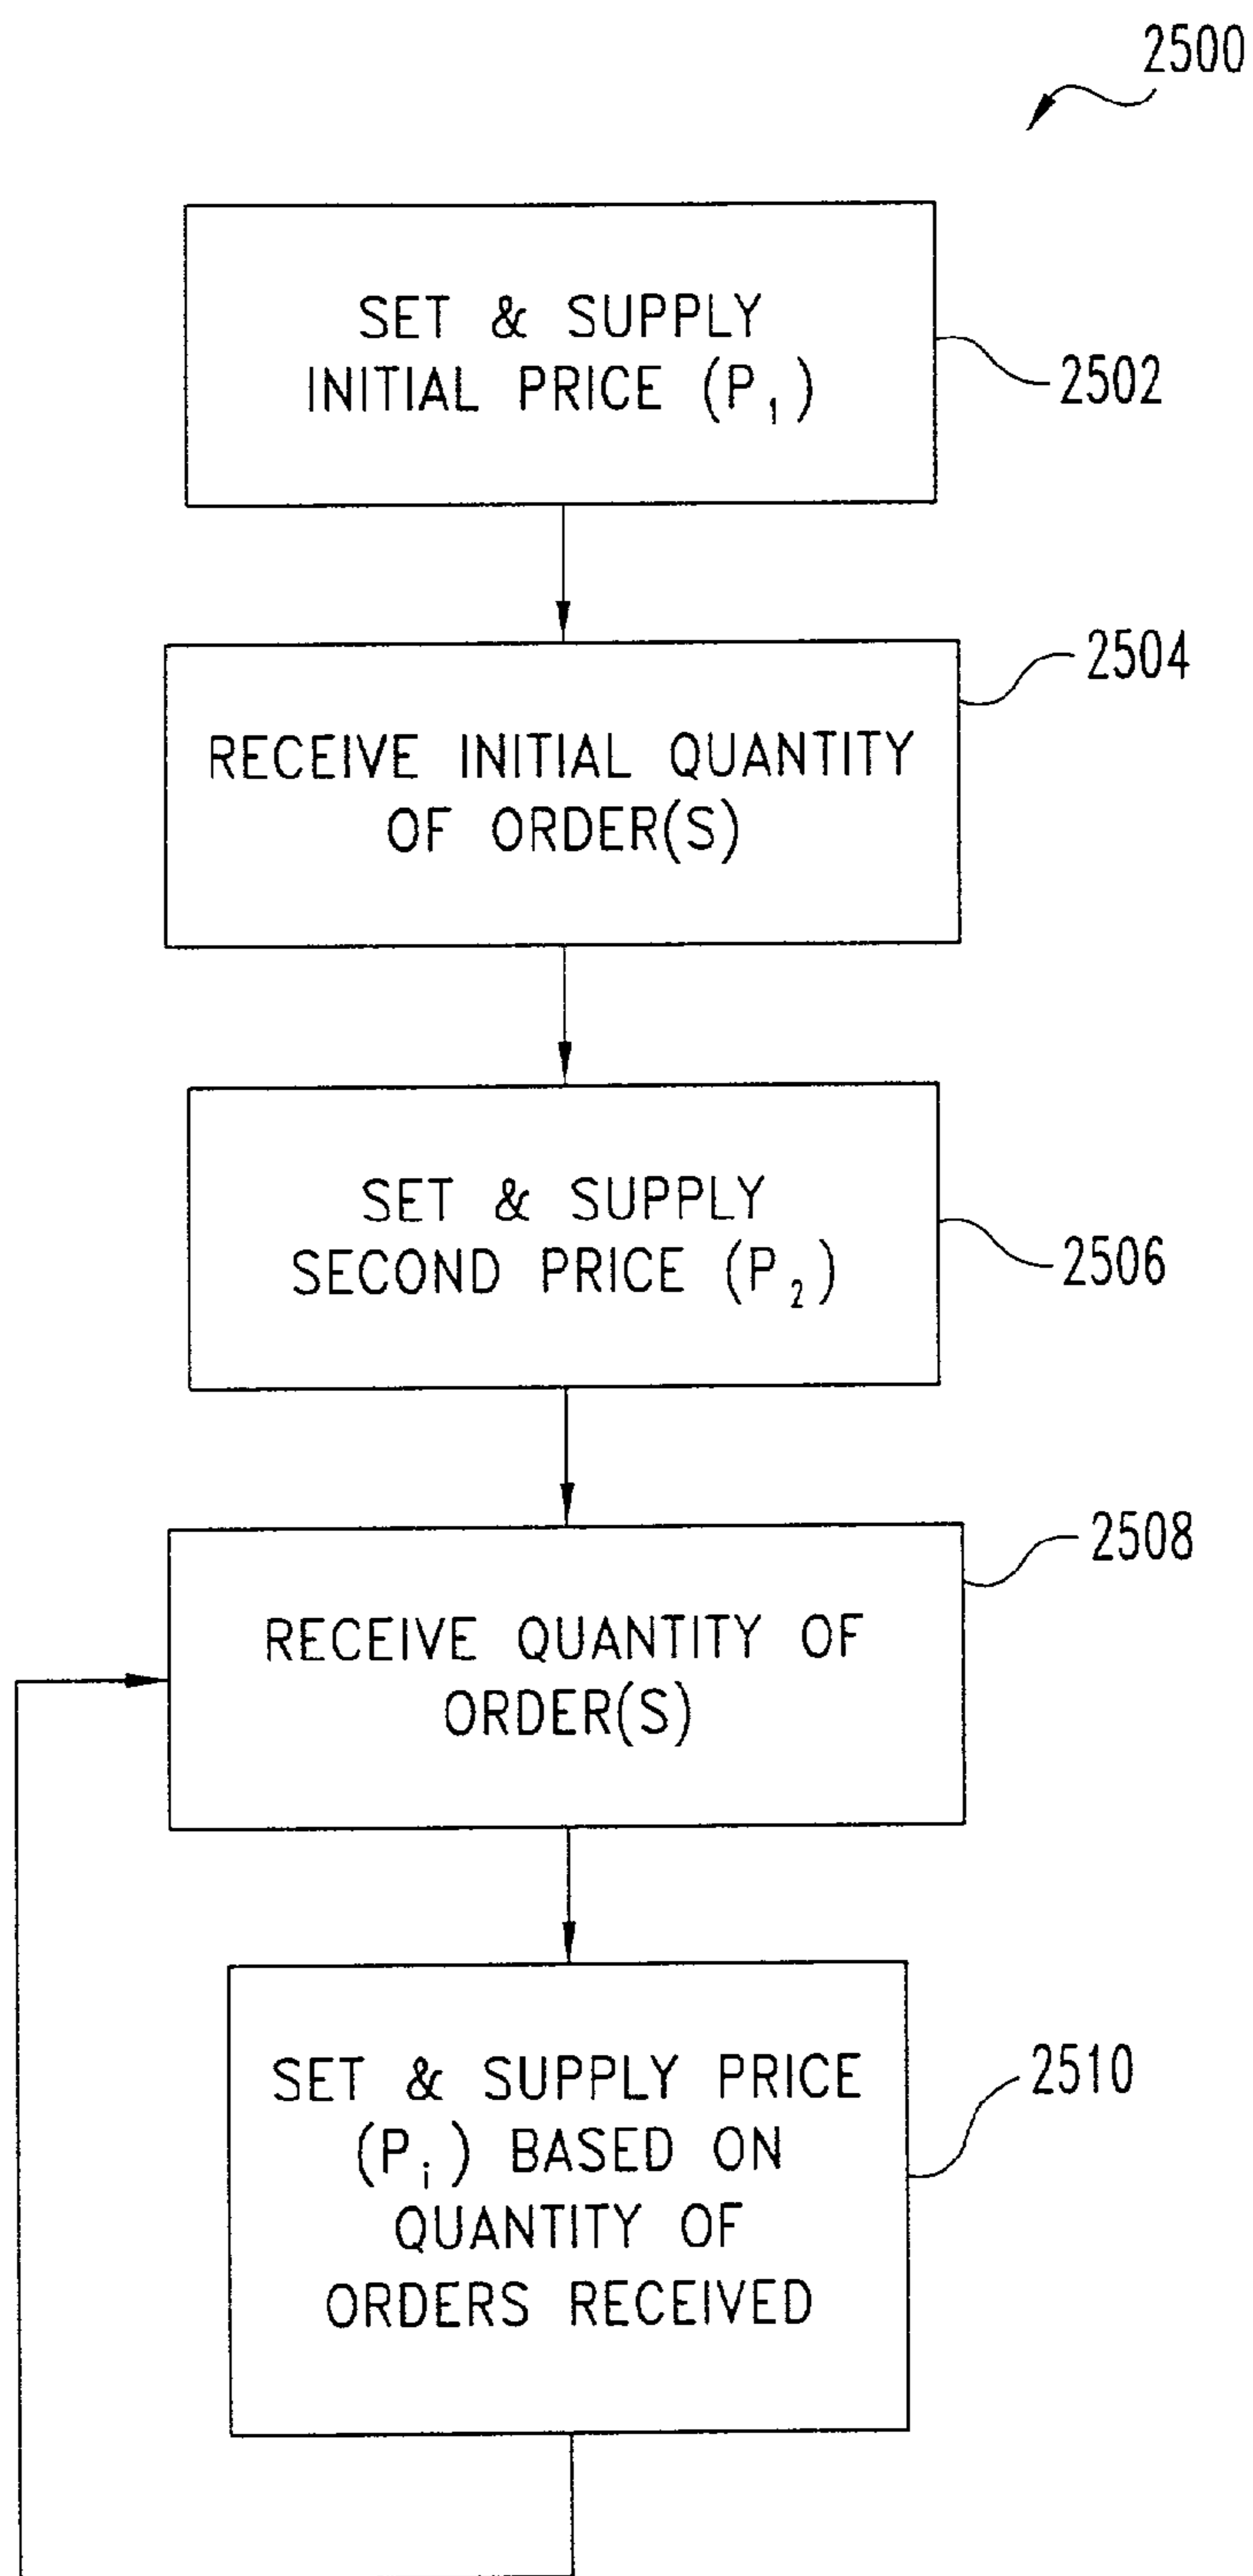 2500
SET & SUPPLY
INITIAL PRICE (P₁)
2502
2504
RECEIVE INITIAL QUANTITY
OF ORDER(S)
SET & SUPPLY
SECOND PRICE (P₂)
2506
2508
RECEIVE QUANTITY OF
ORDER(S)
SET & SUPPLY PRICE
(Pᵢ) BASED ON
QUANTITY OF
ORDERS RECEIVED
2510